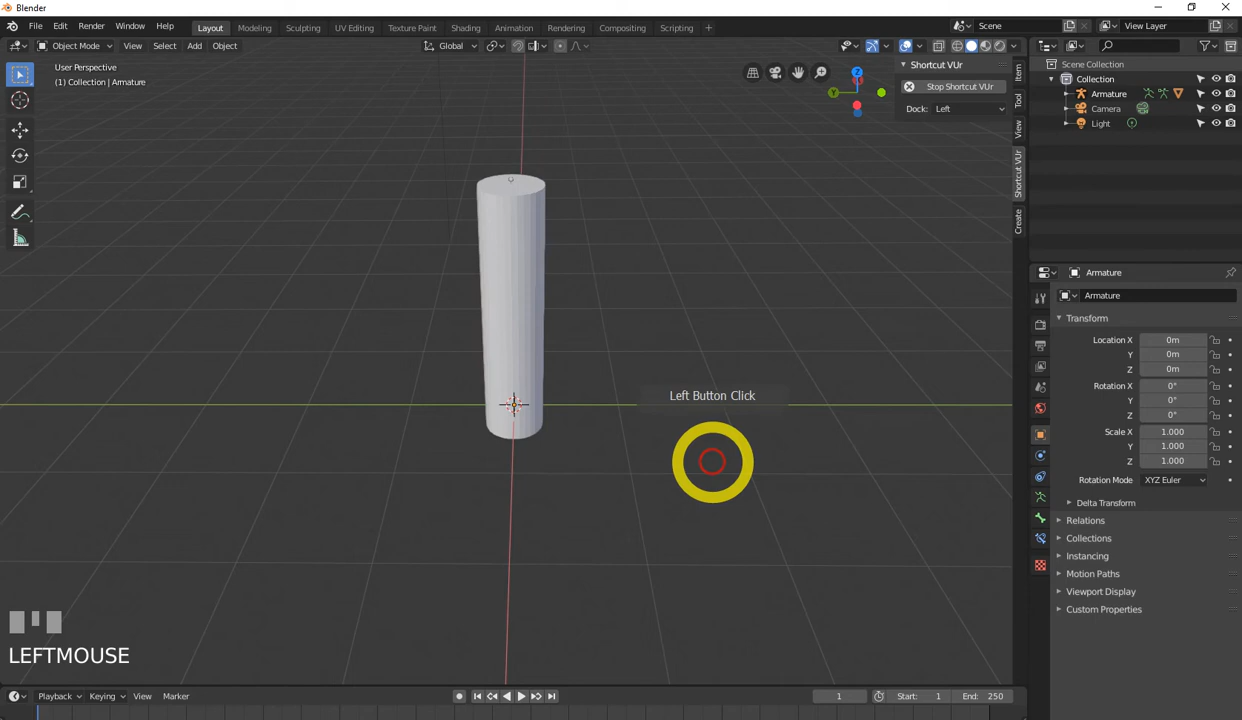 Blender
File Edit Render Window Help
Layout Modeling Sculpting UV Editing Texture Paint Shading Animation Rendering Compositing Scripting +
Scene
View Layer
Object Mode View Select Add Object
Global
User Perspective
(1) Collection | Armature
Z
Y
Shortcut VUr
Stop Shortcut VUr
Dock: Left
Item
Tool
View
Shortcut VUr
Create
Scene Collection
Collection
Armature
Camera
Light
Armature
Armature
Transform
Location X 0m
Y 0m
Z 0m
Rotation X 0°
Y 0°
Z 0°
Scale X 1.000
Y 1.000
Z 1.000
Rotation Mode XYZ Euler
Delta Transform
Relations
Collections
Instancing
Motion Paths
Viewport Display
Custom Properties
Left Button Click
LEFTMOUSE
Playback Keying View Marker
1 Start: 1 End: 250